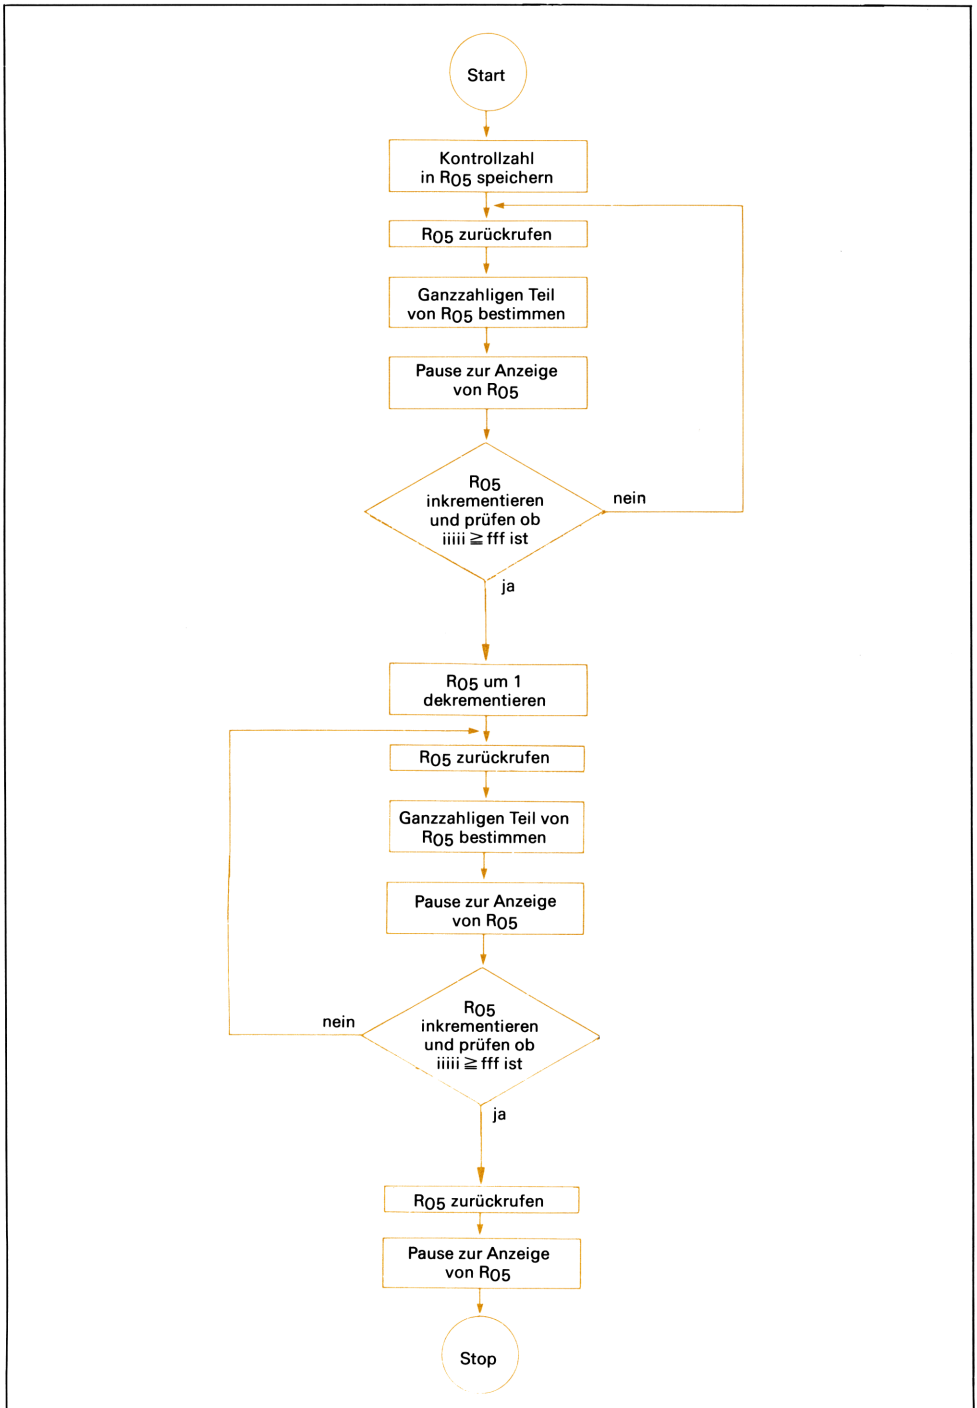 Start
Kontrollzahl
in R05 speichern
R05 zurückrufen
Ganzzahligen Teil
von R05 bestimmen
Pause zur Anzeige
von R05
R05
inkrementieren
und prüfen ob
iiiii ≧ fff ist
nein
ja
R05 um 1
dekrementieren
R05 zurückrufen
Ganzzahligen Teil von
R05 bestimmen
Pause zur Anzeige
von R05
R05
inkrementieren
und prüfen ob
iiiii ≧ fff ist
nein
ja
R05 zurückrufen
Pause zur Anzeige
von R05
Stop